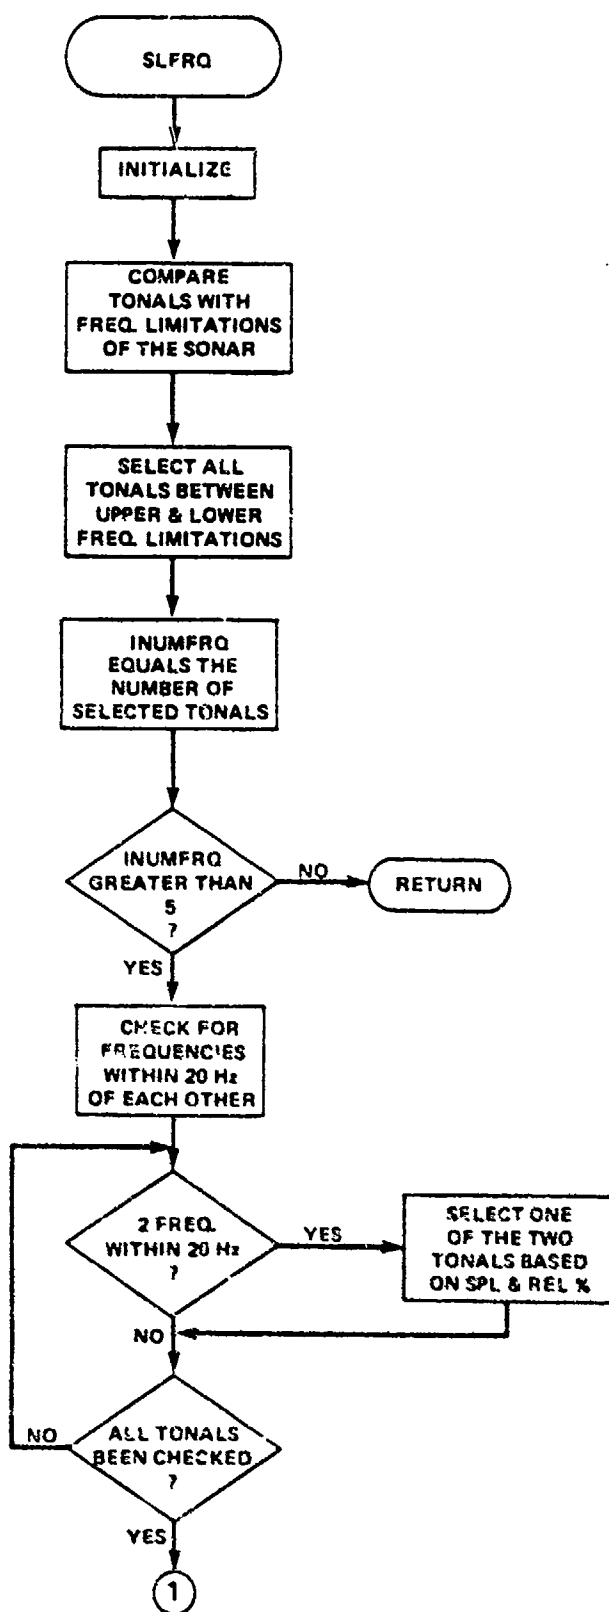 SLFRQ
INITIALIZE
COMPARE
TONALS WITH
FREQ. LIMITATIONS
OF THE SONAR
SELECT ALL
TONALS BETWEEN
UPPER & LOWER
FREQ. LIMITATIONS
INUMFRQ
EQUALS THE
NUMBER OF
SELECTED TONALS
INUMFRQ
GREATER THAN
5
?
NO
RETURN
YES
CHECK FOR
FREQUENCIES
WITHIN 20 Hz
OF EACH OTHER
2 FREQ.
WITHIN 20 Hz
?
YES
SELECT ONE
OF THE TWO
TONALS BASED
ON SPL & REL %
NO
ALL TONALS
BEEN CHECKED
?
NO
YES
1